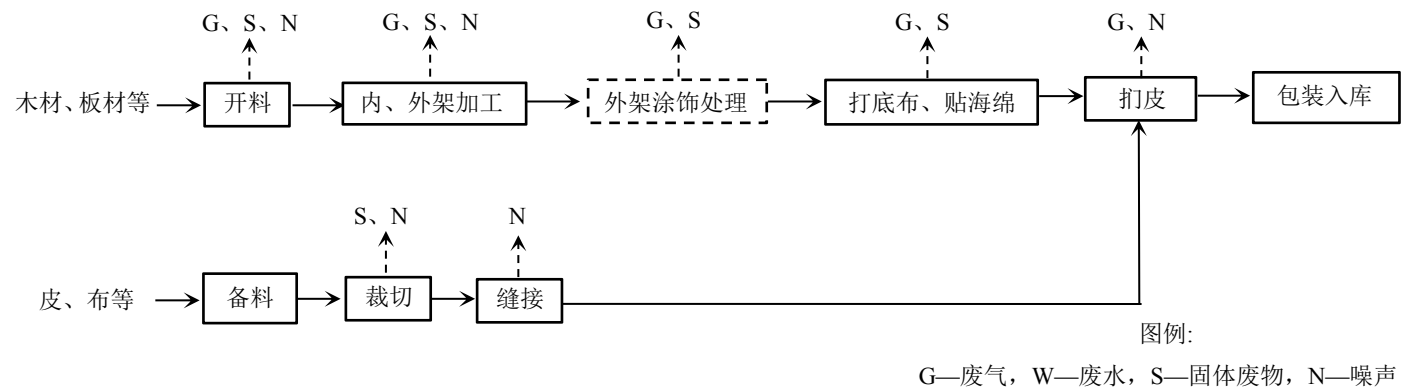 G、S、N
G、S、N
G、S
G、S
G、N
木材、板材等
开料
内、外架加工
外架涂饰处理
打底布、贴海绵
扪皮
包装入库
S、N
N
皮、布等
备料
裁切
缝接
图例:
G—废气，W—废水，S—固体废物，N—噪声